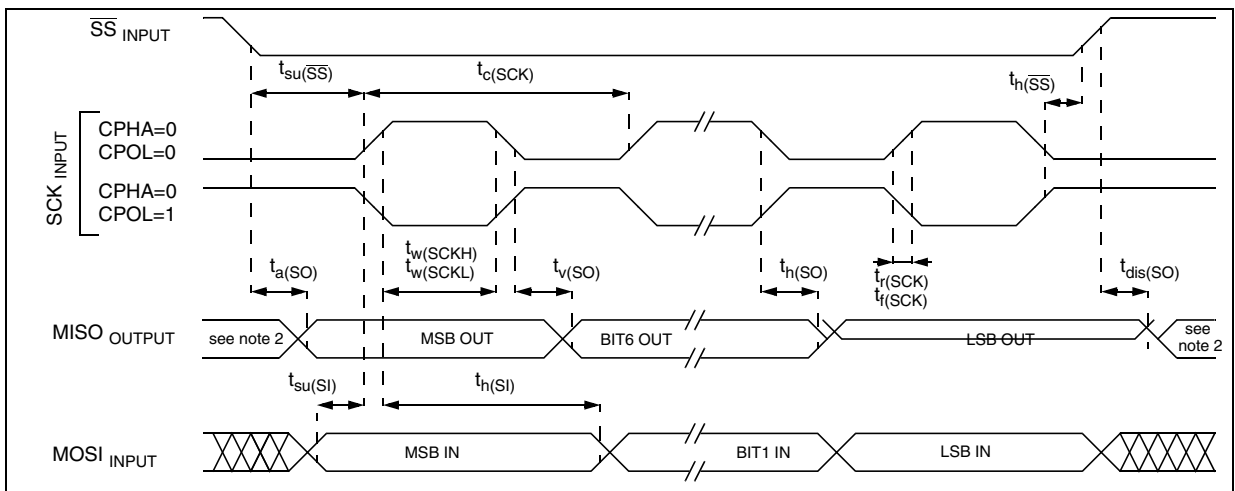 SS INPUT
tsu(SS)
tc(SCK)
th(SS)
SCK INPUT
CPHA=0
CPOL=0
CPHA=0
CPOL=1
ta(SO)
tw(SCKH)
tw(SCKL)
tv(SO)
th(SO)
tr(SCK)
tf(SCK)
tdis(SO)
MISO OUTPUT
see note 2
MSB OUT
BIT6 OUT
LSB OUT
see
note 2
tsu(SI)
th(SI)
MOSI INPUT
MSB IN
BIT1 IN
LSB IN